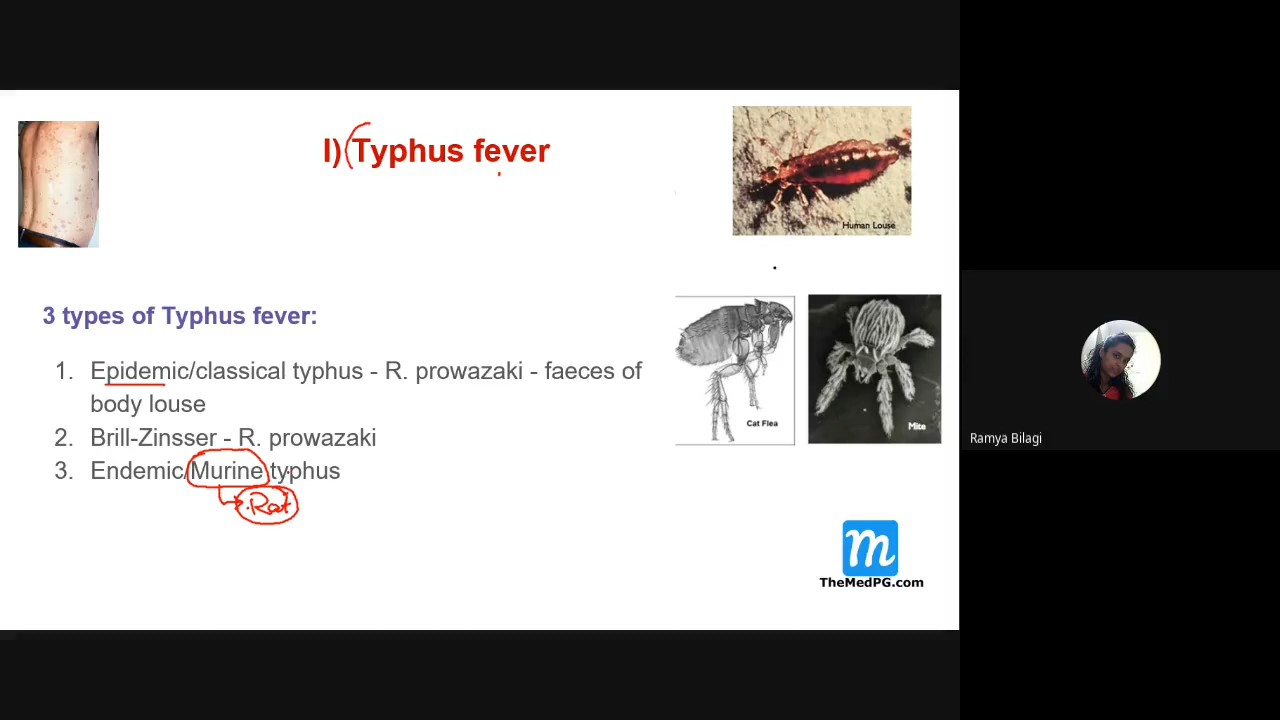 I) Typhus fever
Human Louse
3 types of Typhus fever:
1. Epidemic/classical typhus - R. prowazaki - faeces of
body louse
2. Brill-Zinsser - R. prowazaki
3. Endemic/Murine typhus
Rat
Cat Flea
Mite
m
TheMedPG.com
Ramya Bilagi